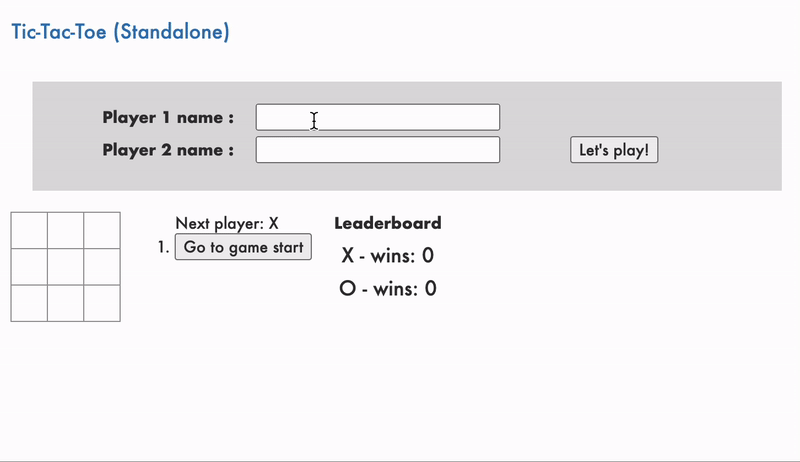 Tic-Tac-Toe (Standalone)
Player 1 name :
Player 2 name :
Let's play!
Next player: X
1. Go to game start
Leaderboard
X - wins: 0
O - wins: 0